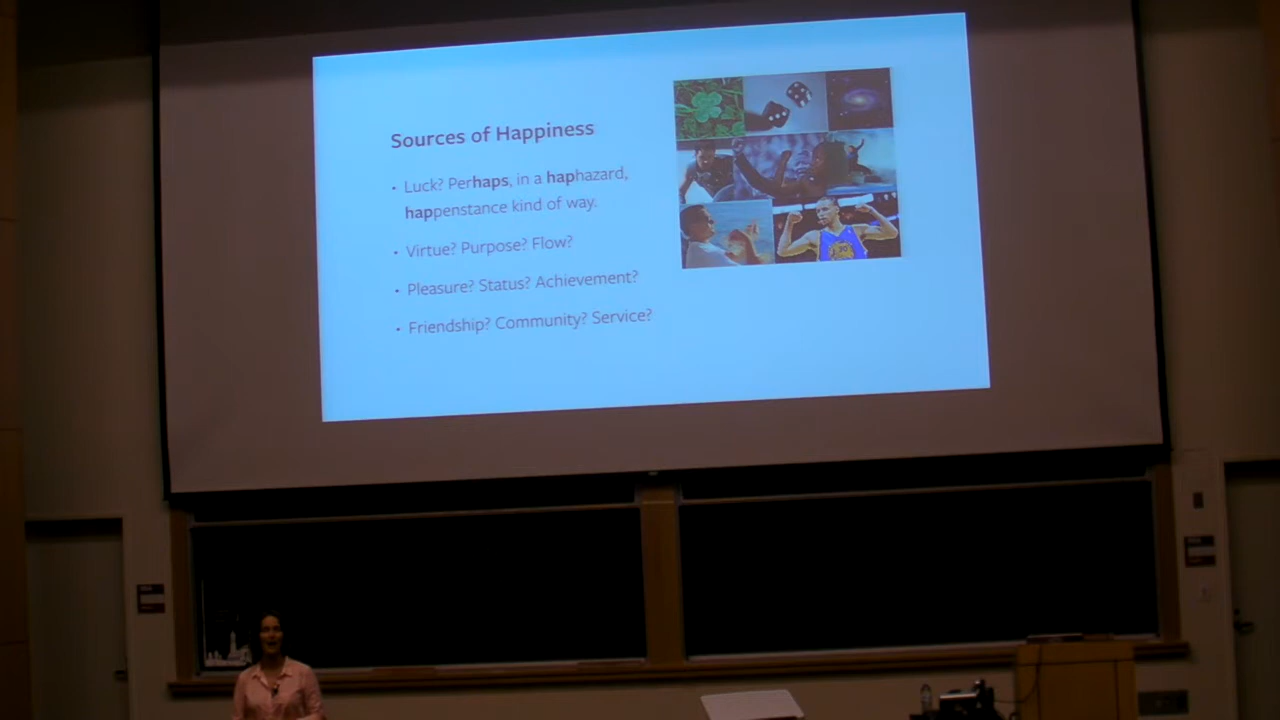 Sources of Happiness
• Luck? Perhaps, in a haphazard,
happenstance kind of way.
• Virtue? Purpose? Flow?
• Pleasure? Status? Achievement?
• Friendship? Community? Service?
30